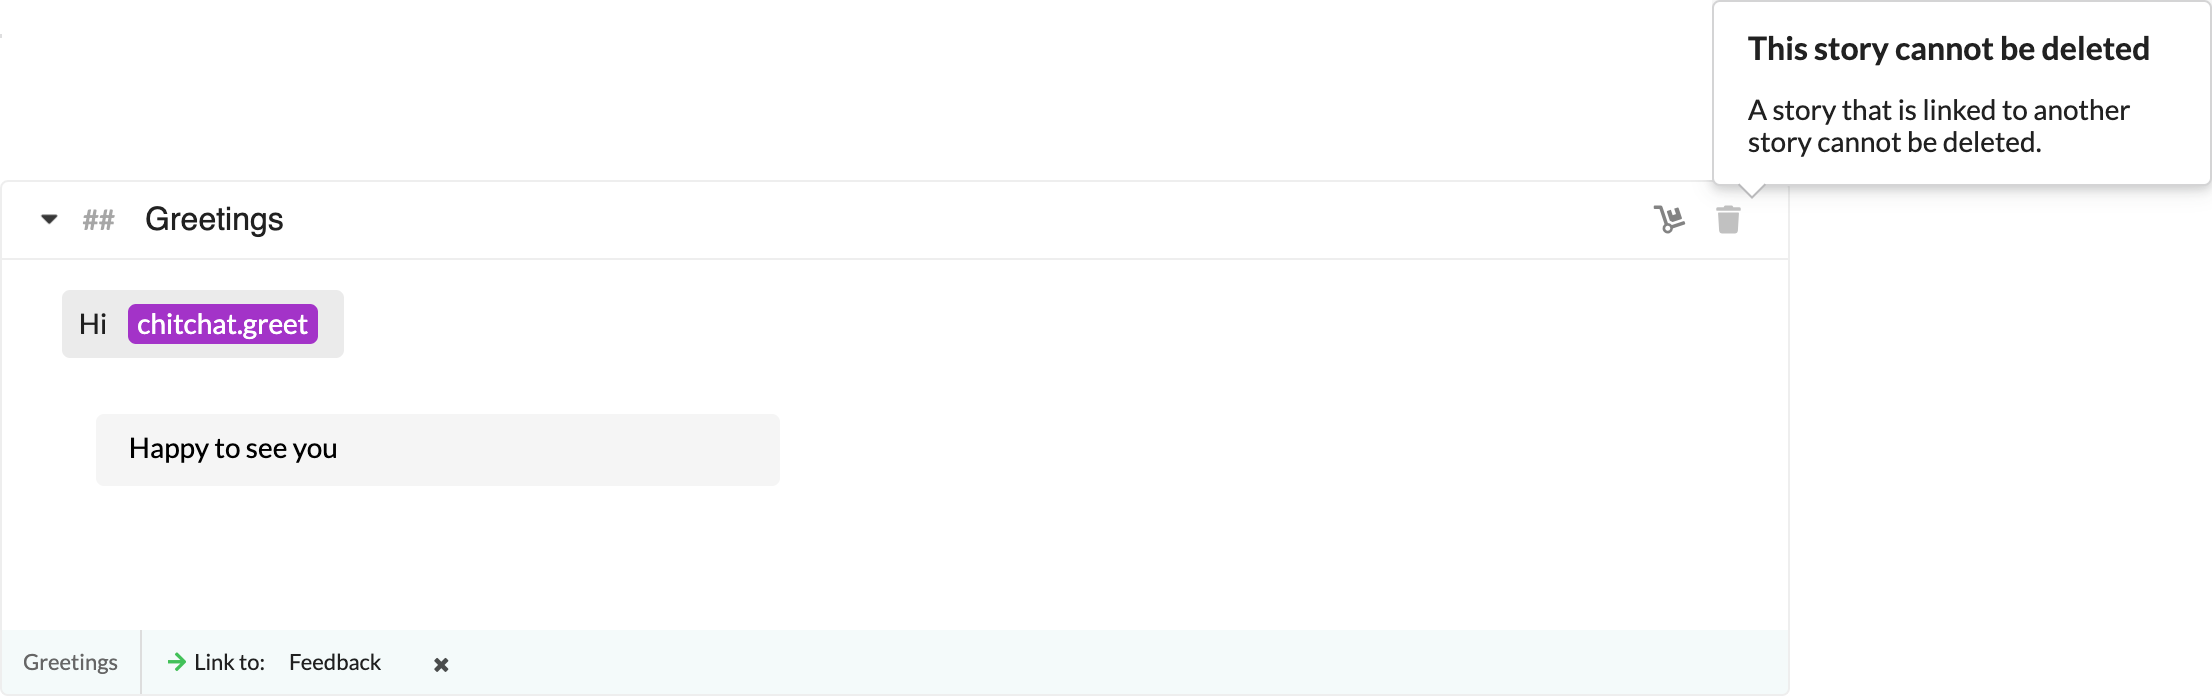 This story cannot be deleted
A story that is linked to another
story cannot be deleted.
## Greetings
Hi chitchat.greet
Happy to see you
Greetings Link to: Feedback